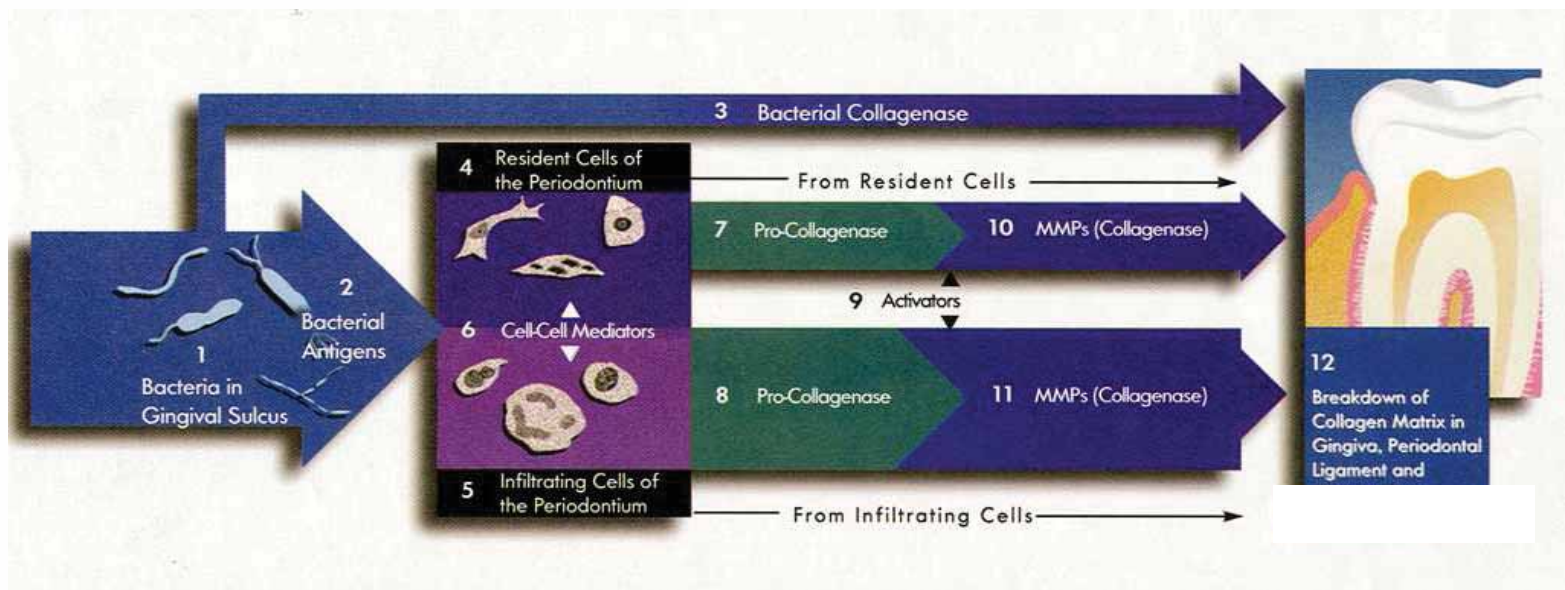 3 Bacterial Collagenase
4 Resident Cells of
the Periodontium
From Resident Cells
7 Pro-Collagenase
10 MMPs (Collagenase)
2
Bacterial
Antigens
9 Activators
6 Cell-Cell Mediators
1
Bacteria in
Gingival Sulcus
8 Pro-Collagenase
11 MMPs (Collagenase)
12
Breakdown of
Collagen Matrix in
Gingiva, Periodontal
Ligament and
5 Infiltrating Cells of
the Periodontium
From Infiltrating Cells